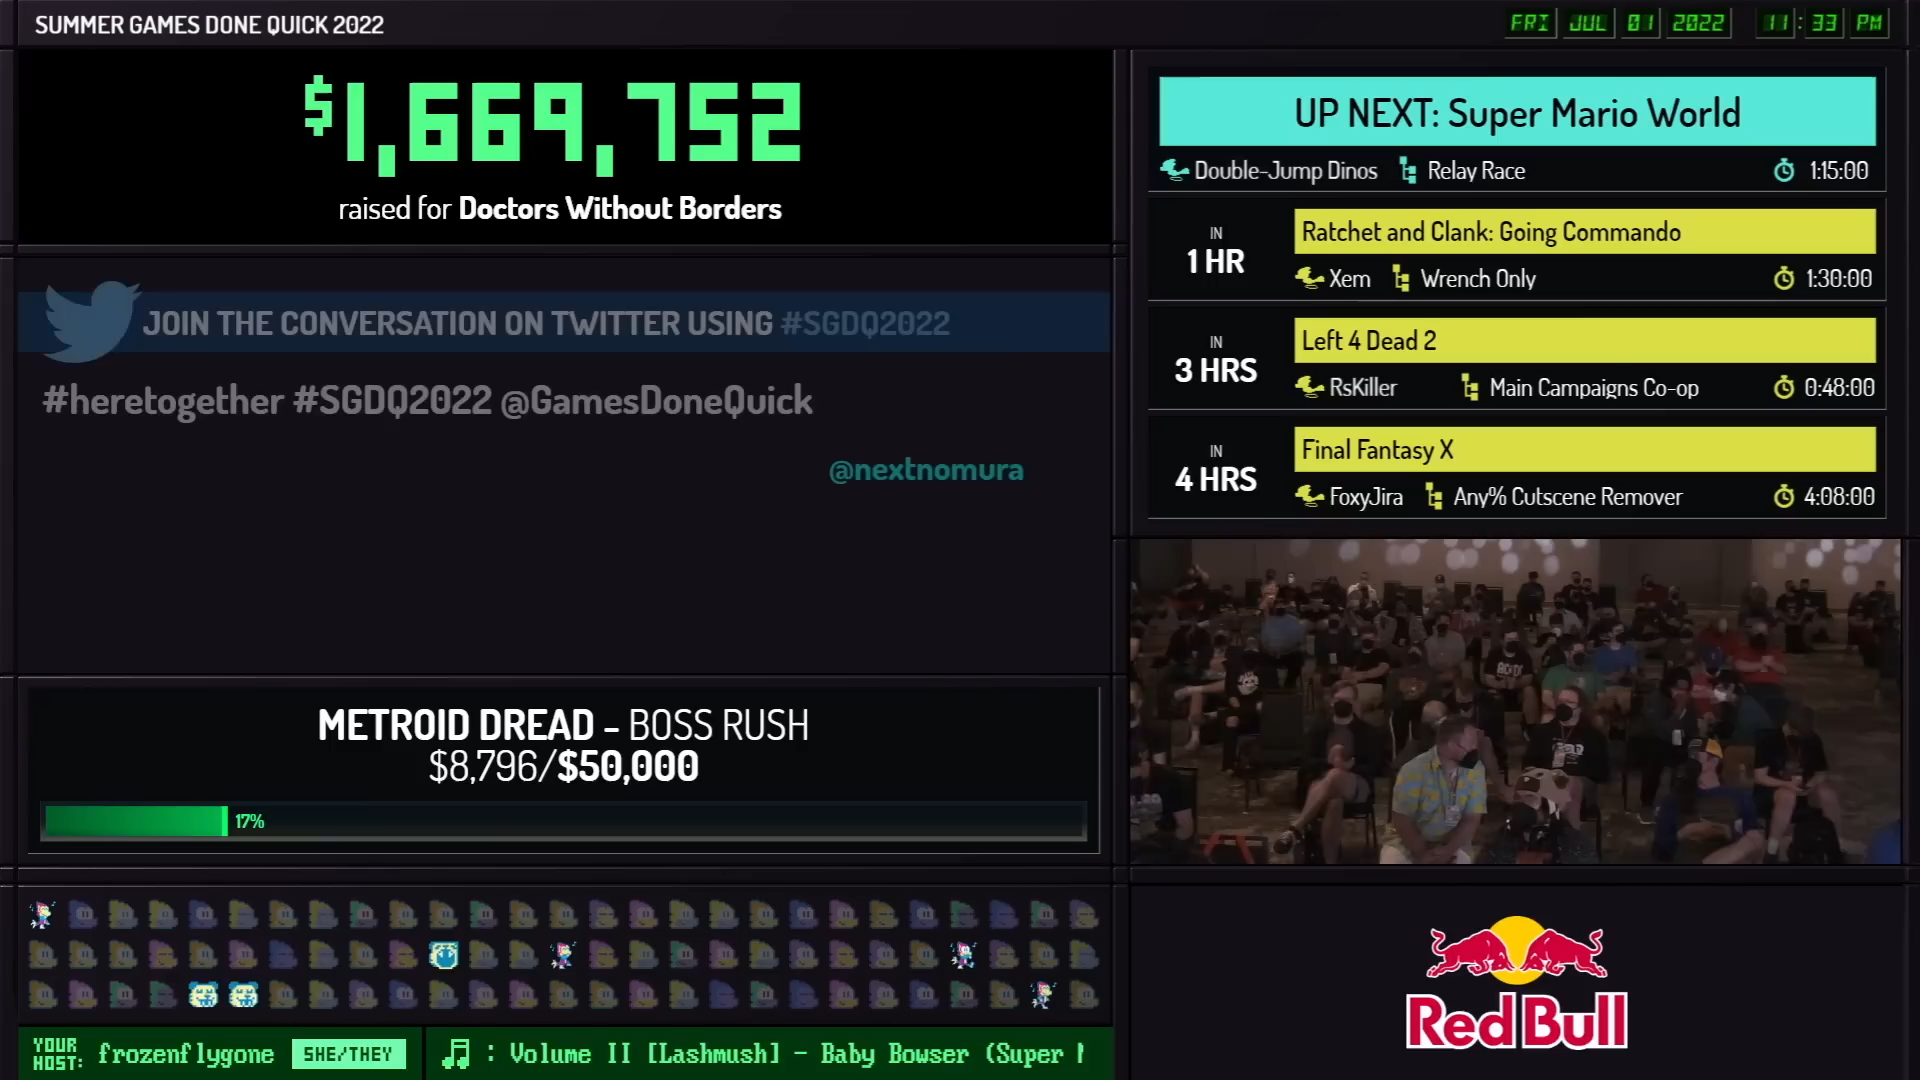 SUMMER GAMES DONE QUICK 2022
FRI JUL 01 2022 11:33 PM
$1,669,752
raised for Doctors Without Borders
JOIN THE CONVERSATION ON TWITTER USING #SGDQ2022
#heretogether #SGDQ2022 @GamesDoneQuick
@nextnomura
METROID DREAD - BOSS RUSH
$8,796/$50,000
17%
YOUR HOST: frozenflygone SHE/THEY
: Volume II [Lashmush] - Baby Bowser (Super
UP NEXT: Super Mario World
Double-Jump Dinos Relay Race 1:15:00
IN 1 HR
Ratchet and Clank: Going Commando
Xem Wrench Only 1:30:00
IN 3 HRS
Left 4 Dead 2
RsKiller Main Campaigns Co-op 0:48:00
IN 4 HRS
Final Fantasy X
FoxyJira Any% Cutscene Remover 4:08:00
AC/DC
Red Bull